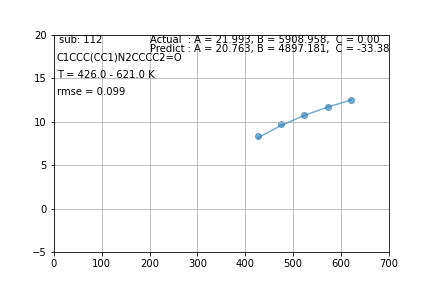 sub: 112
Actual : A = 21.993, B = 5908.958, C = 0.00
Predict : A = 20.763, B = 4897.181, C = -33.38
C1CCC(CC1)N2CCCC2=O
T = 426.0 - 621.0 K
rmse = 0.099
20
15
10
5
0
−5
0 100 200 300 400 500 600 700